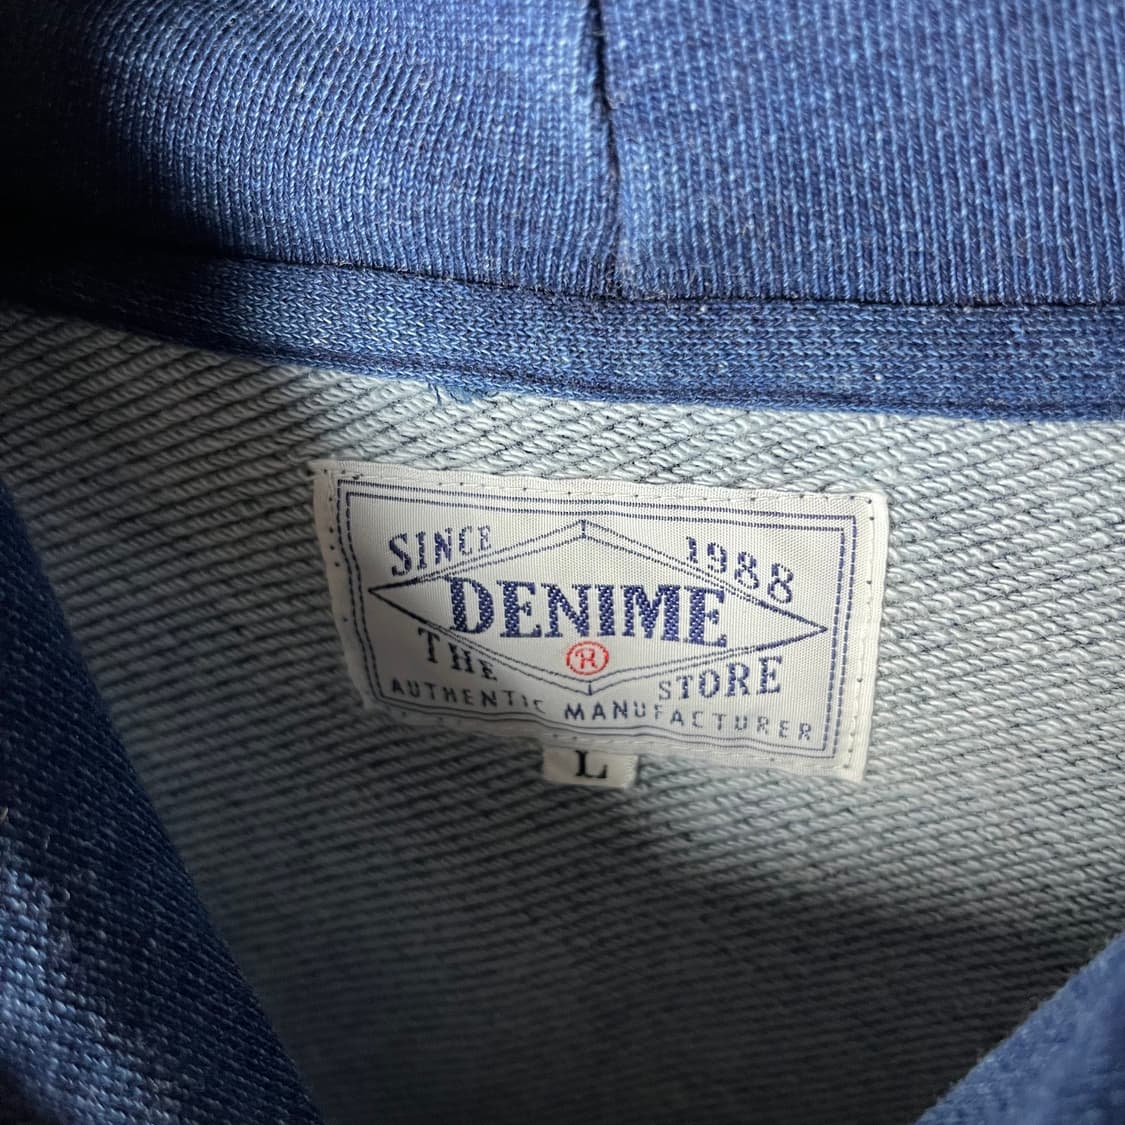 SINCE 1988
DENIME
®
THE STORE
AUTHENTIC MANUFACTURER
L